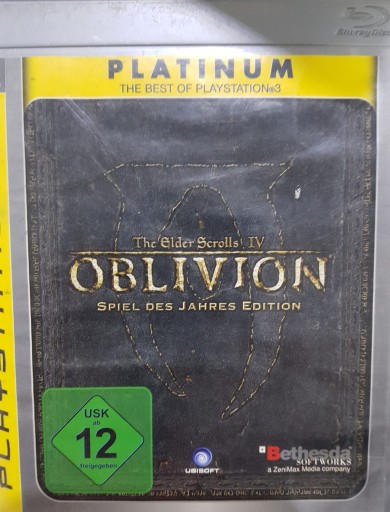 Blu-ray Disc
PLATINUM
THE BEST OF PLAYSTATION®3
The Elder Scrolls IV
OBLIVION
SPIEL DES JAHRES EDITION
USK
ab
12
freigegeben
UBISOFT
Bethesda
SOFTWORKS
a ZeniMax Media company
PLAYSTATION